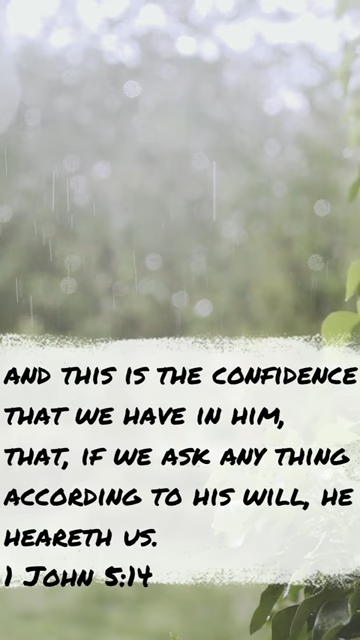 AND THIS IS THE CONFIDENCE
THAT WE HAVE IN HIM,
THAT, IF WE ASK ANY THING
ACCORDING TO HIS WILL, HE
HEARETH US.
1 JOHN 5:14